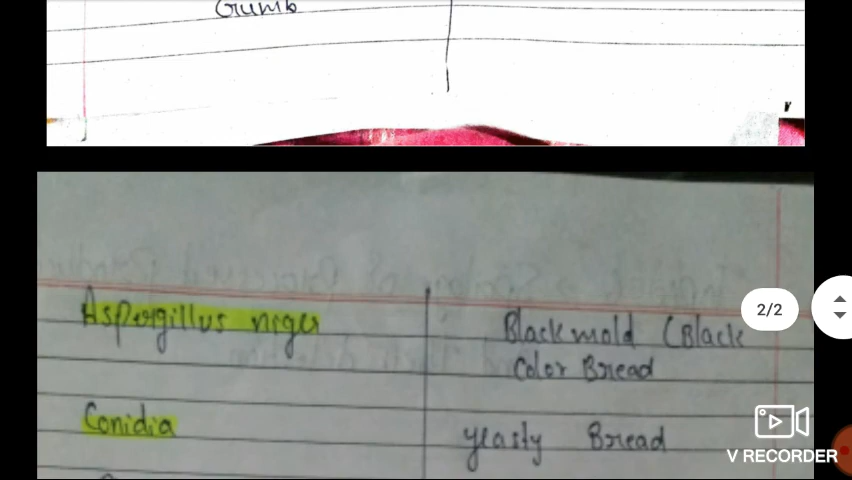 Crumb
Aspergillus niger
Black mold (Black
Color Bread
2/2
Conidia
yeasty Bread
V RECORDER